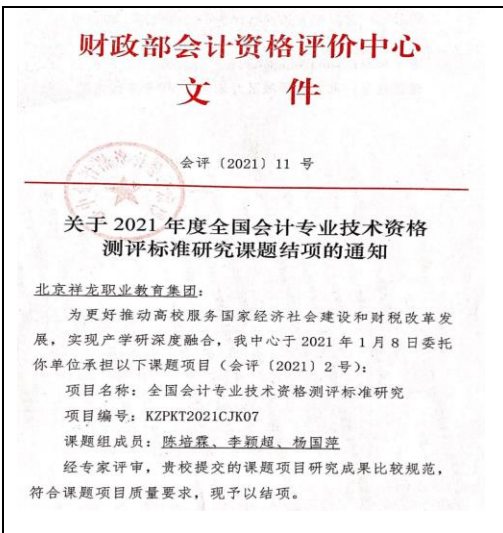 财政部会计资格评价中心
文 件
会评〔2021〕11 号
关于 2021 年度全国会计专业技术资格
测评标准研究课题结项的通知
北京祥龙职业教育集团：
为更好推动高校服务国家经济社会建设和财税改革发
展，实现产学研深度融合，我中心于 2021 年 1 月 8 日委托
你单位承担以下课题项目（会评〔2021〕2 号）：
项目名称：全国会计专业技术资格测评标准研究
项目编号：KZPKT2021CJK07
课题组成员：陈培霖、李颖超、杨国萍
经专家评审，贵校提交的课题项目研究成果比较规范，
符合课题项目质量要求，现予以结项。